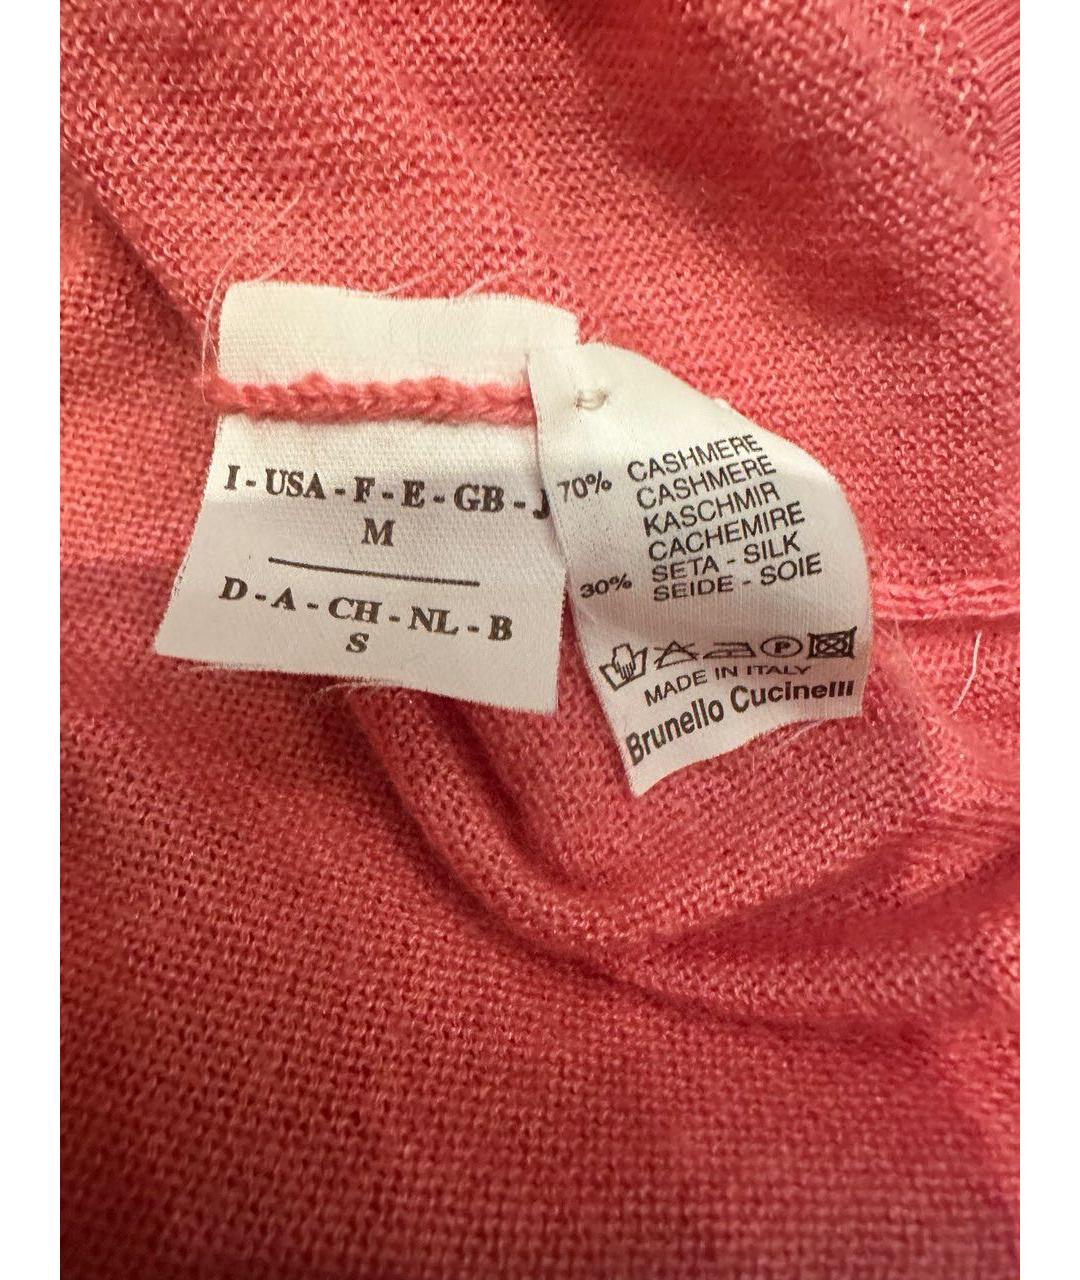 I - USA - F - E - GB - J
M
D - A - CH - NL - B
S
70% CASHMERE
CASHMERE
KASCHMIR
CACHEMIRE
30% SETA - SILK
SEIDE - SOIE
P
MADE IN ITALY
Brunello Cucinelli